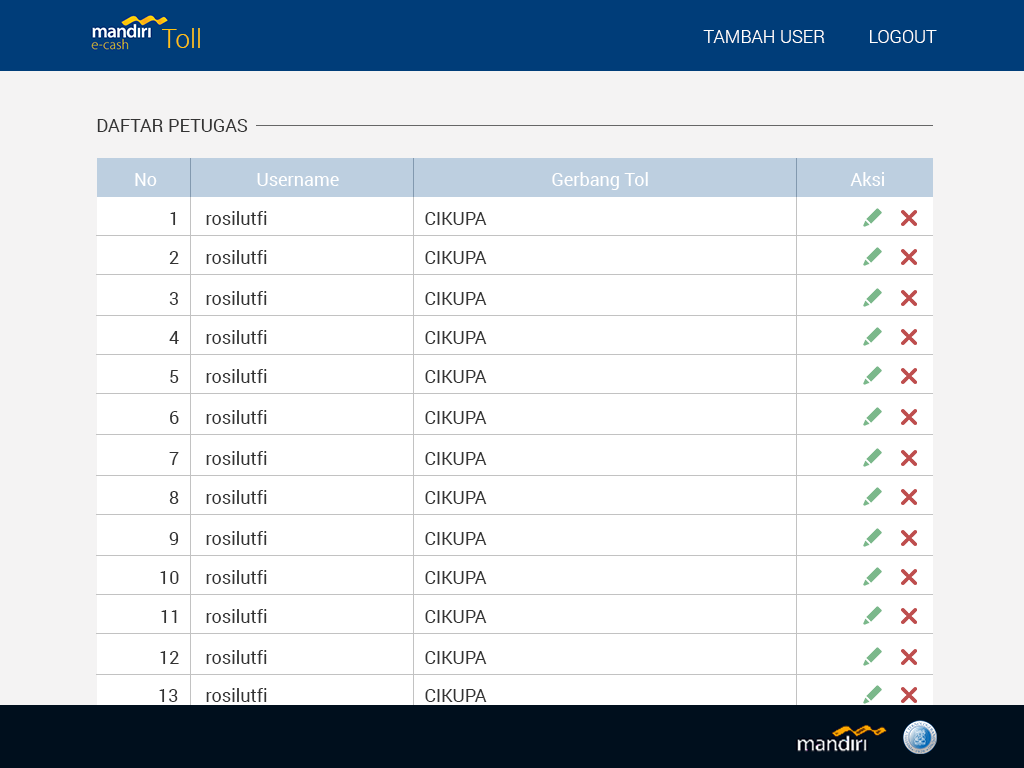 mandiri
e-cash Toll
TAMBAH USER LOGOUT
DAFTAR PETUGAS
No Username Gerbang Tol Aksi
1 rosilutfi CIKUPA
2 rosilutfi CIKUPA
3 rosilutfi CIKUPA
4 rosilutfi CIKUPA
5 rosilutfi CIKUPA
6 rosilutfi CIKUPA
7 rosilutfi CIKUPA
8 rosilutfi CIKUPA
9 rosilutfi CIKUPA
10 rosilutfi CIKUPA
11 rosilutfi CIKUPA
12 rosilutfi CIKUPA
13 rosilutfi CIKUPA
mandiri